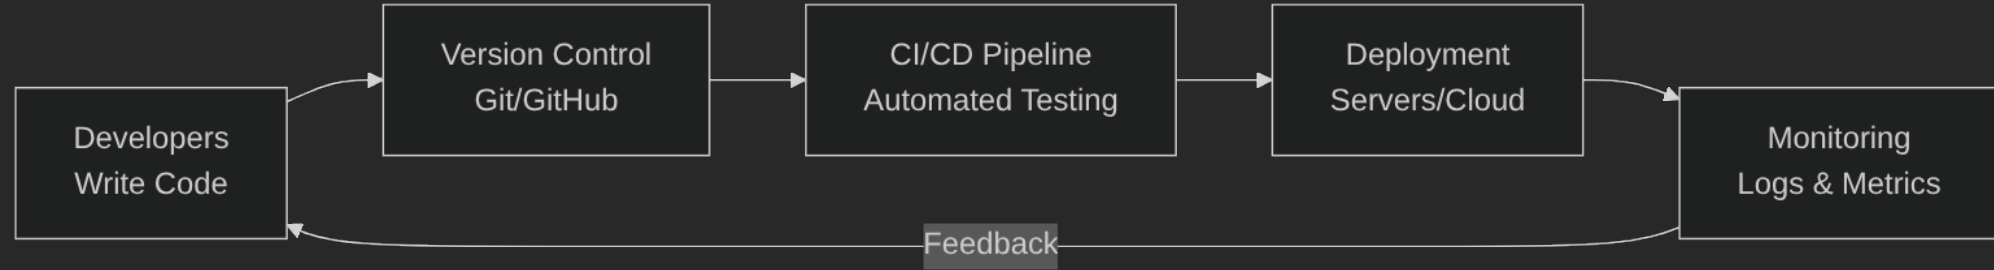 Developers
Write Code
Version Control
Git/GitHub
CI/CD Pipeline
Automated Testing
Deployment
Servers/Cloud
Monitoring
Logs & Metrics
Feedback